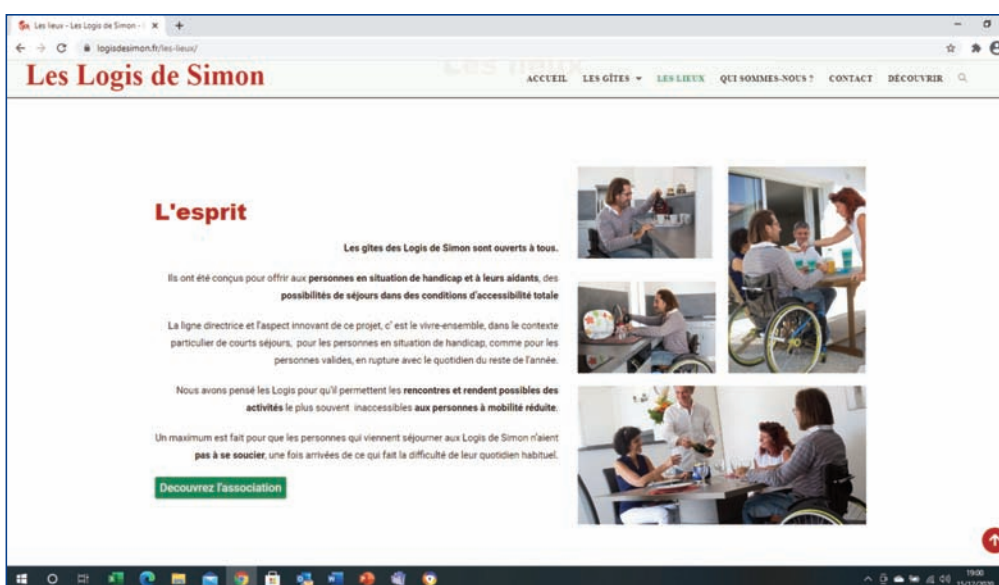 Les lieux - Les Logis de Simon - 
logisdesimon.fr/les-lieux/
Les Logis de Simon
Les lieux
ACCUEIL LES GÎTES LES LIEUX QUI SOMMES-NOUS ? CONTACT DÉCOUVRIR
L'esprit
Les gîtes des Logis de Simon sont ouverts à tous.
Ils ont été conçus pour offrir aux personnes en situation de handicap et à leurs aidants, des
possibilités de séjours dans des conditions d'accessibilité totale
La ligne directrice et l'aspect innovant de ce projet, c' est le vivre-ensemble, dans le contexte
particulier de courts séjours, pour les personnes en situation de handicap, comme pour les
personnes valides, en rupture avec le quotidien du reste de l'année.
Nous avons pensé les Logis pour qu'il permettent les rencontres et rendent possibles des
activités le plus souvent inaccessibles aux personnes à mobilité réduite.
Un maximum est fait pour que les personnes qui viennent séjourner aux Logis de Simon n'aient
pas à se soucier, une fois arrivées de ce qui fait la difficulté de leur quotidien habituel.
Decouvrez l'association
19:00
15/12/2020